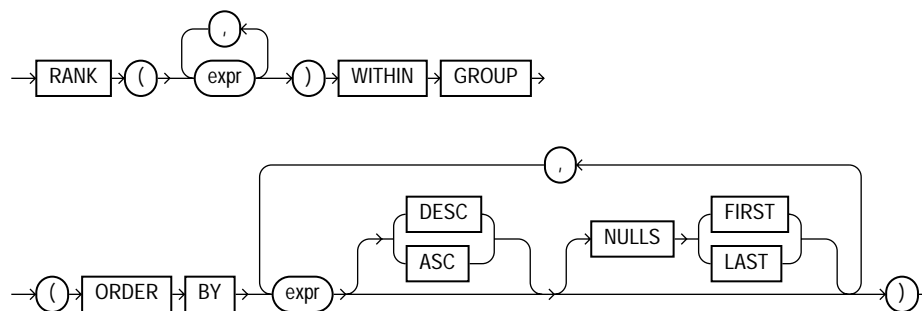 ,
RANK ( expr ) WITHIN GROUP
,
DESC FIRST
NULLS
ASC LAST
( ORDER BY expr )